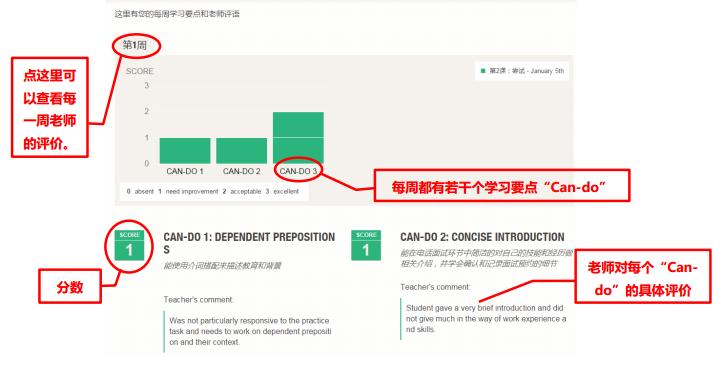 这里有您的每周学习要点和老师评语
第1周
点这里可
以查看每
一周老师
的评价。
SCORE
第2课：尝试 - January 5th
3
2
1
0
CAN-DO 1 CAN-DO 2 CAN-DO 3
0 absent 1 need improvement 2 acceptable 3 excellent
每周都有若干个学习要点“Can-do”
SCORE
1
CAN-DO 1: DEPENDENT PREPOSITION
S
能使用介词搭配来描述教育和背景
Teacher's comment:
Was not particularly responsive to the practice
task and needs to work on dependent prepositi
on and their context.
分数
SCORE
1
CAN-DO 2: CONCISE INTRODUCTION
能在电话面试环节中简洁的对自己的技能和经历做
相关介绍，并学会确认和记录面试预约的细节
Teacher's comment:
Student gave a very brief introduction and did
not give much in the way of work experience a
nd skills.
老师对每个“Can-
do”的具体评价